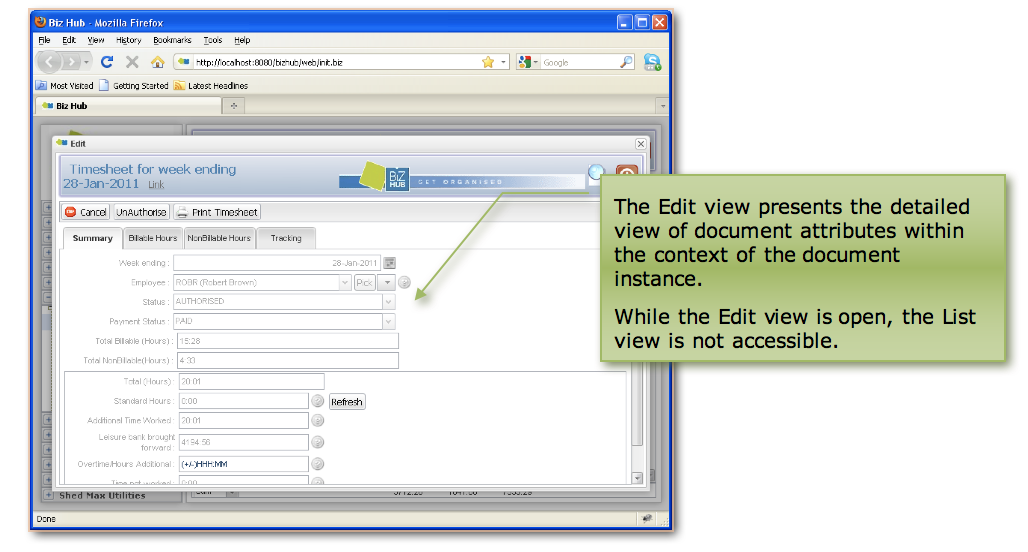 Biz Hub - Mozilla Firefox
File Edit View History Bookmarks Tools Help
http://localhost:8080/bizhub/web/init.biz
Google
Most Visited Getting Started Latest Headlines
Biz Hub
Edit
Timesheet for week ending
28-Jan-2011 Link
BIZ HUB GET ORGANISED
Cancel UnAuthorise Print Timesheet
Summary Billable Hours NonBillable Hours Tracking
Week ending : 28-Jan-2011
Employee : ROBR (Robert Brown) Pick
Status : AUTHORISED
Payment Status : PAID
Total Billable (Hours) : 15:28
Total NonBillable(Hours) : 4:33
Total (Hours) : 20:01
Standard Hours : 0:00 Refresh
Additional Time Worked : 20:01
Leisure bank brought
forward :
4194:58
Overtime/Hours Additional : (+/-)HHH:MM
Time not worked : 0:00
Shed Max Utilities
Done
The Edit view presents the detailed
view of document attributes within
the context of the document
instance.
While the Edit view is open, the List
view is not accessible.